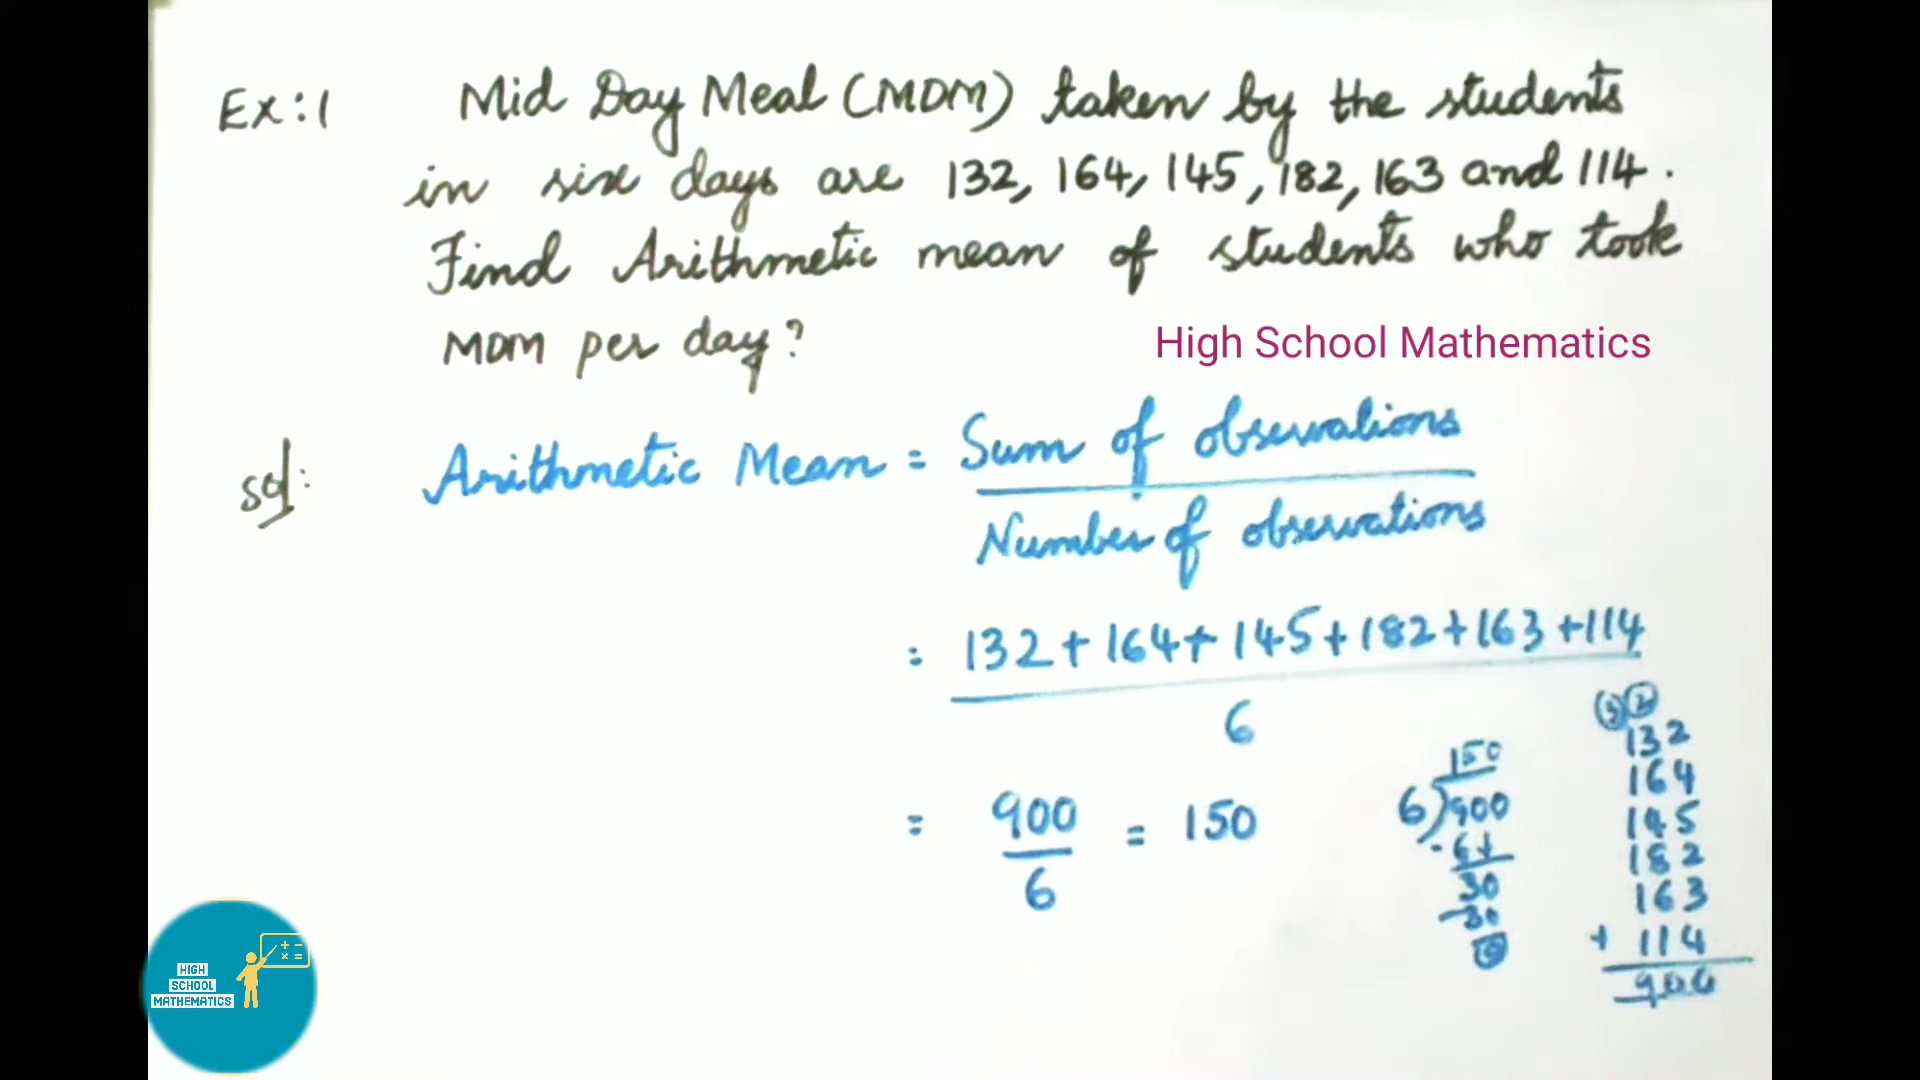 Ex:1 Mid Day Meal (MDM) taken by the students
in six days are 132, 164, 145, 182, 163 and 114.
Find Arithmetic mean of students who took
MDM per day?
High School Mathematics
Sol: Arithmetic Mean = Sum of observations
Number of observations
= 132 + 164 + 145 + 182 + 163 + 114
6
= 900 = 150
6
150
6) 900
- 6↓
30
- 30
0
3 2
132
164
145
182
163
+ 114
900
HIGH
SCHOOL
MATHEMATICS
+ -
× =